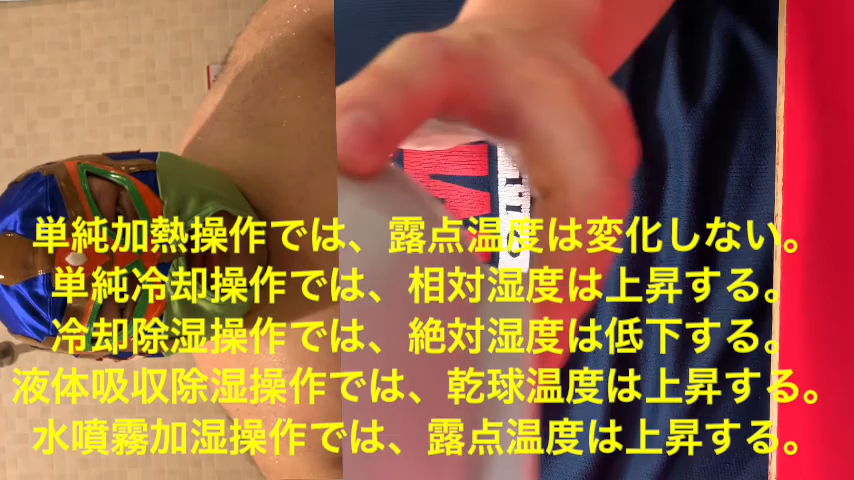 単純加熱操作では、露点温度は変化しない。
単純冷却操作では、相対湿度は上昇する。
冷却除湿操作では、絶対湿度は低下する。
液体吸収除湿操作では、乾球温度は上昇する。
水噴霧加湿操作では、露点温度は上昇する。